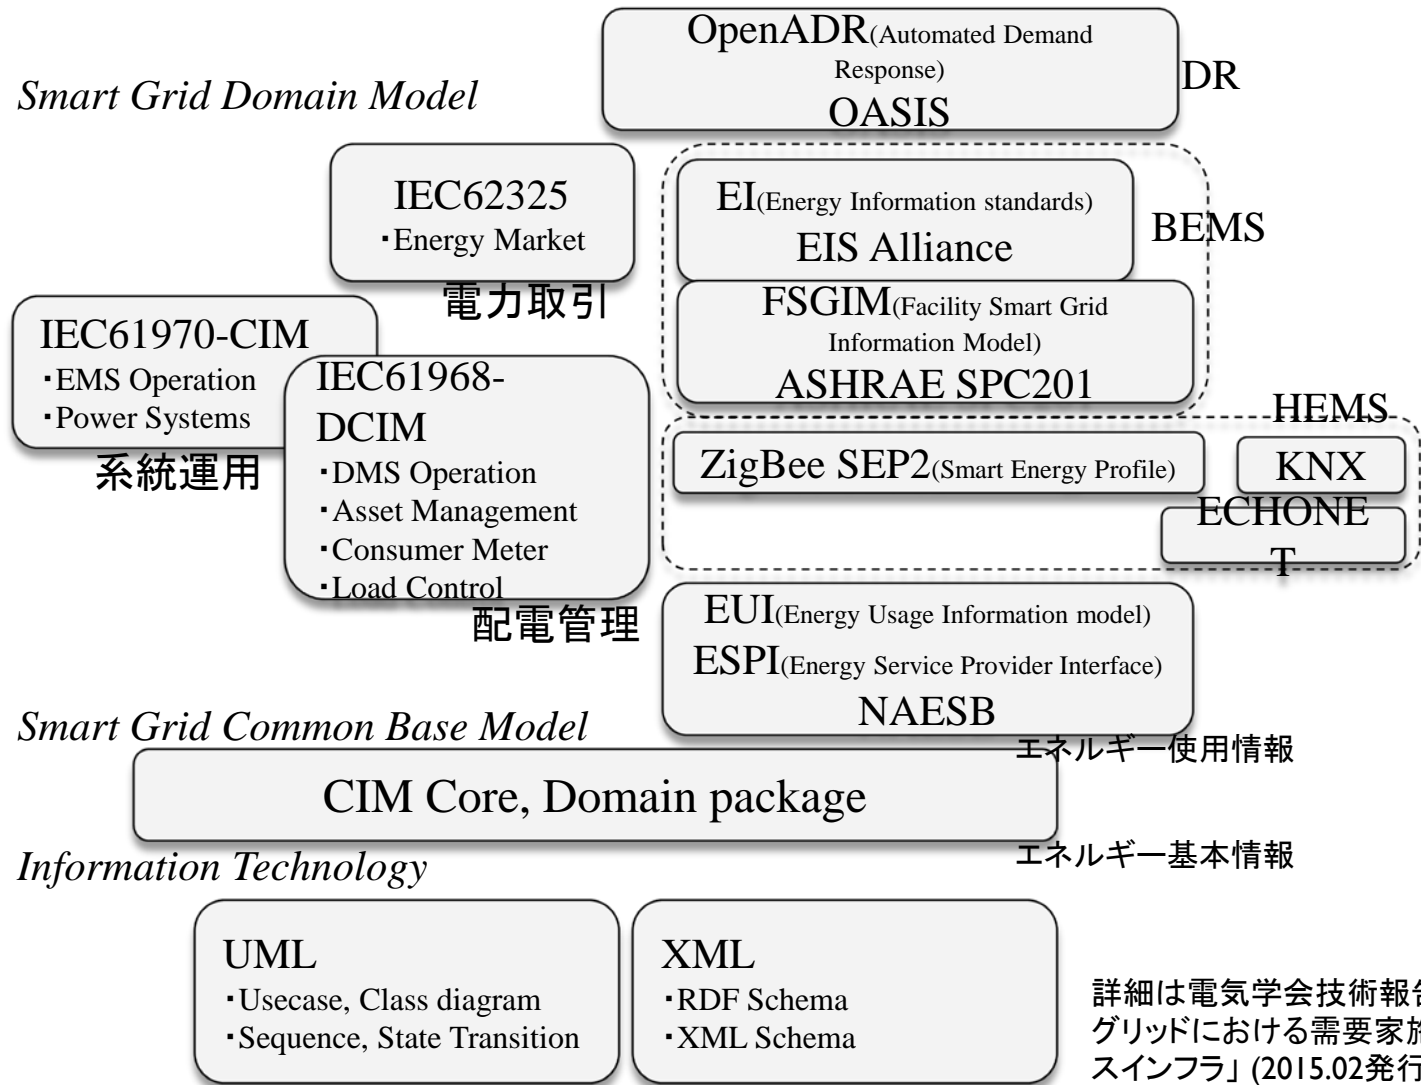 OpenADR(Automated Demand
Response)
OASIS
DR
Smart Grid Domain Model
IEC62325
・Energy Market
電力取引
EI(Energy Information standards)
EIS Alliance
BEMS
FSGIM(Facility Smart Grid
Information Model)
ASHRAE SPC201
IEC61970-CIM
・EMS Operation
・Power Systems
系統運用
IEC61968-
DCIM
・DMS Operation
・Asset Management
・Consumer Meter
・Load Control
配電管理
HEMS
ZigBee SEP2(Smart Energy Profile)
KNX
ECHONE
T
EUI(Energy Usage Information model)
ESPI(Energy Service Provider Interface)
NAESB
エネルギー使用情報
Smart Grid Common Base Model
CIM Core, Domain package
エネルギー基本情報
Information Technology
UML
・Usecase, Class diagram
・Sequence, State Transition
XML
・RDF Schema
・XML Schema
詳細は電気学会技術報告
グリッドにおける需要家施
スインフラ」(2015.02発行